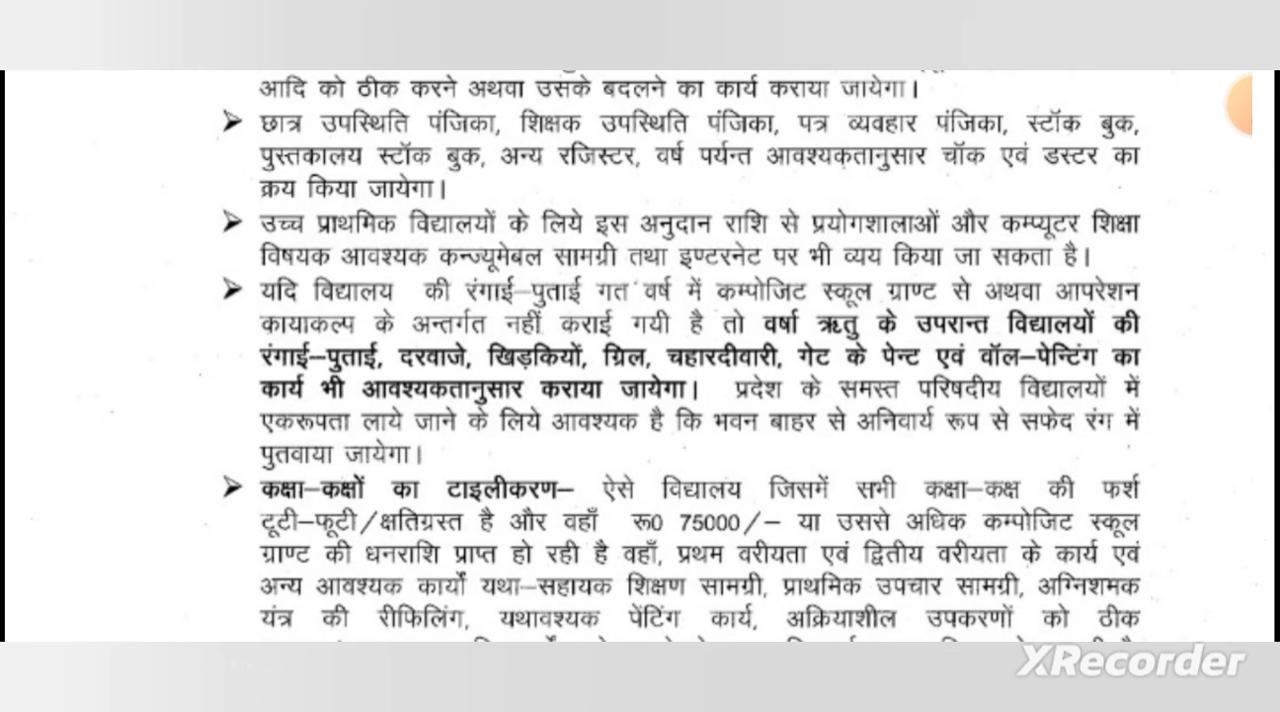 आदि को ठीक करने अथवा उसके बदलने का कार्य कराया जायेगा।
➤ छात्र उपस्थिति पंजिका, शिक्षक उपस्थिति पंजिका, पत्र व्यवहार पंजिका, स्टॉक बुक,
पुस्तकालय स्टॉक बुक, अन्य रजिस्टर, वर्ष पर्यन्त आवश्यकतानुसार चॉक एवं डस्टर का
क्रय किया जायेगा।
➤ उच्च प्राथमिक विद्यालयों के लिये इस अनुदान राशि से प्रयोगशालाओं और कम्प्यूटर शिक्षा
विषयक आवश्यक कन्ज्यूमेबल सामग्री तथा इण्टरनेट पर भी व्यय किया जा सकता है।
➤ यदि विद्यालय की रंगाई–पुताई गत वर्ष में कम्पोजिट स्कूल ग्राण्ट से अथवा आपरेशन
कायाकल्प के अन्तर्गत नहीं कराई गयी है तो वर्षा ऋतु के उपरान्त विद्यालयों की
रंगाई–पुताई, दरवाजे, खिड़कियों, ग्रिल, चहारदीवारी, गेट के पेन्ट एवं वॉल–पेन्टिंग का
कार्य भी आवश्यकतानुसार कराया जायेगा। प्रदेश के समस्त परिषदीय विद्यालयों में
एकरूपता लाये जाने के लिये आवश्यक है कि भवन बाहर से अनिवार्य रूप से सफेद रंग में
पुतवाया जायेगा।
➤ कक्षा–कक्षों का टाइलीकरण– ऐसे विद्यालय जिसमें सभी कक्षा–कक्ष की फर्श
टूटी–फूटी/क्षतिग्रस्त है और वहाँ रू0 75000/– या उससे अधिक कम्पोजिट स्कूल
ग्राण्ट की धनराशि प्राप्त हो रही है वहाँ, प्रथम वरीयता एवं द्वितीय वरीयता के कार्य एवं
अन्य आवश्यक कार्यों यथा–सहायक शिक्षण सामग्री, प्राथमिक उपचार सामग्री, अग्निशमक
यंत्र की रीफिलिंग, यथावश्यक पेंटिंग कार्य, अक्रियाशील उपकरणों को ठीक
XRecorder